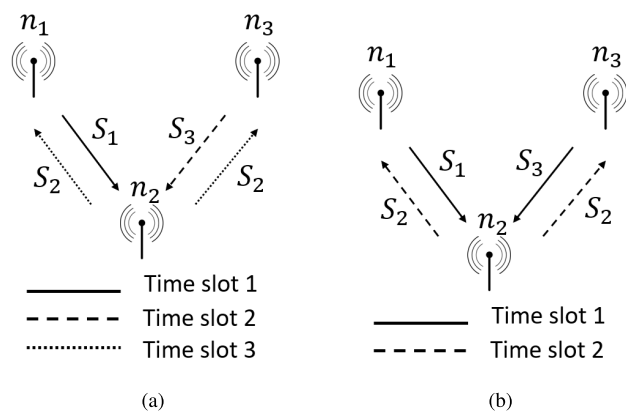 n₁ n₃
S₁ S₃
S₂ S₂
n₂
Time slot 1
Time slot 2
Time slot 3
(a)
n₁ n₃
S₁ S₃
S₂ S₂
n₂
Time slot 1
Time slot 2
(b)